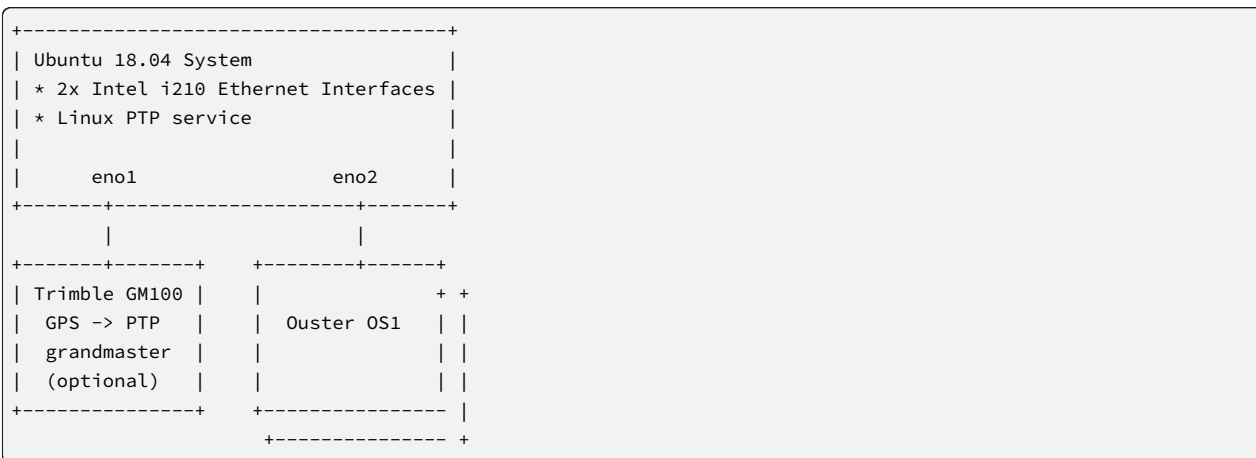 Ubuntu 18.04 System
* 2x Intel i210 Ethernet Interfaces
* Linux PTP service
eno1 eno2
Trimble GM100
GPS -> PTP Ouster OS1
grandmaster
(optional)